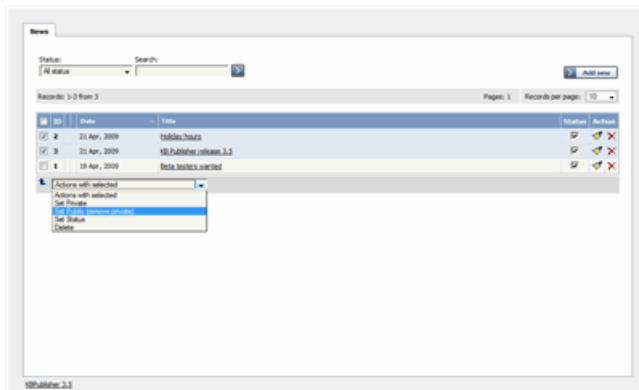 News
Status:
Search:
All status
Add new
Records: 1-3 from 3
Pages: 1
Records per page: 10
ID Date Title Status Action
2 21 Apr, 2009 Holiday hours
3 21 Apr, 2009 KB Publisher release 3.5
1 19 Apr, 2009 Beta testers wanted
Actions with selected
Actions with selected
Set Private
Set Public (remove private)
Set Status
Delete
KBPublisher 3.5